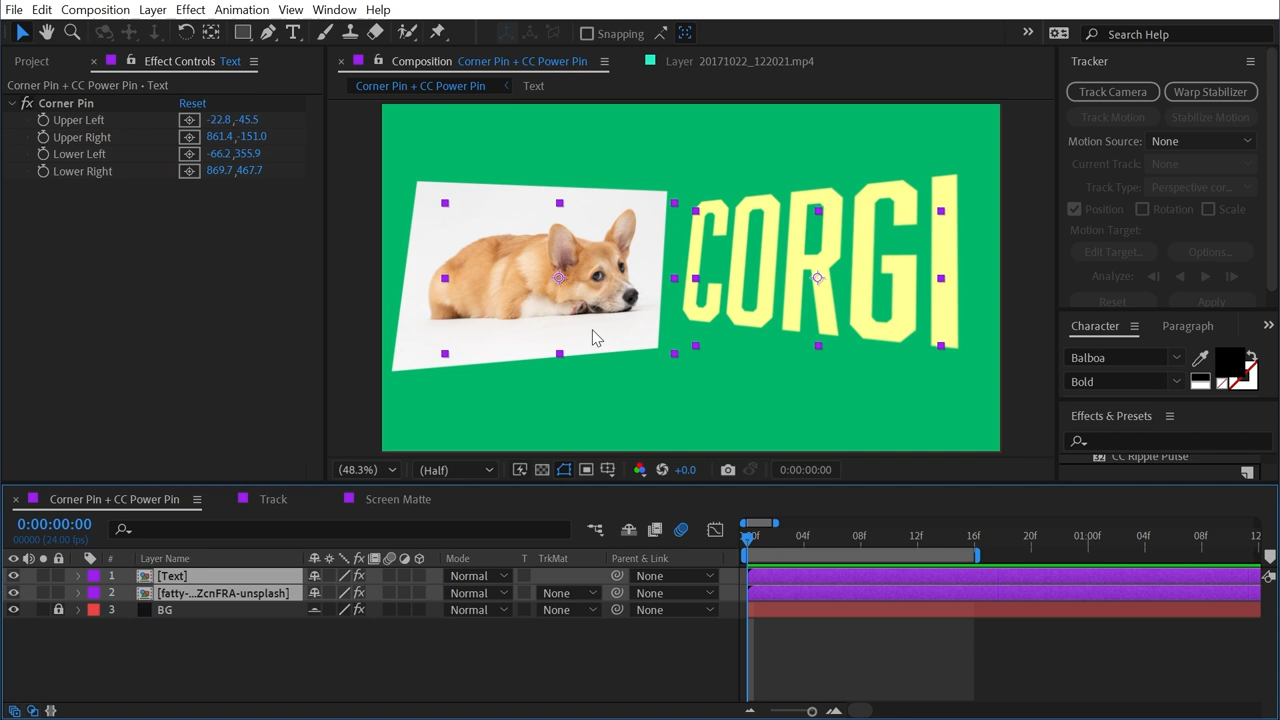 File Edit Composition Layer Effect Animation View Window Help
Snapping
Search Help
Project
Effect Controls Text
Corner Pin + CC Power Pin • Text
fx Corner Pin Reset
Upper Left -22.8,-45.5
Upper Right 861.4,-151.0
Lower Left -66.2,355.9
Lower Right 869.7,467.7
Composition Corner Pin + CC Power Pin
Layer 20171022_122021.mp4
Corner Pin + CC Power Pin
Text
CORGI
(48.3%)
(Half)
+0.0
0:00:00:00
Tracker
Track Camera
Warp Stabilizer
Track Motion
Stabilize Motion
Motion Source: None
Current Track: None
Track Type: Perspective cor...
Position Rotation Scale
Motion Target:
Edit Target...
Options...
Analyze:
Reset
Apply
Character
Paragraph
Balboa
Bold
Effects & Presets
32 CC Ripple Pulse
Corner Pin + CC Power Pin
Track
Screen Matte
0:00:00:00
00000 (24.00 fps)
04f 08f 12f 16f 20f 01:00f 04f 08f 12
# Layer Name fx Mode T TrkMat Parent & Link
1 [Text] fx Normal None
2 [fatty-...ZcnFRA-unsplash] fx Normal None None
3 BG fx Normal None None